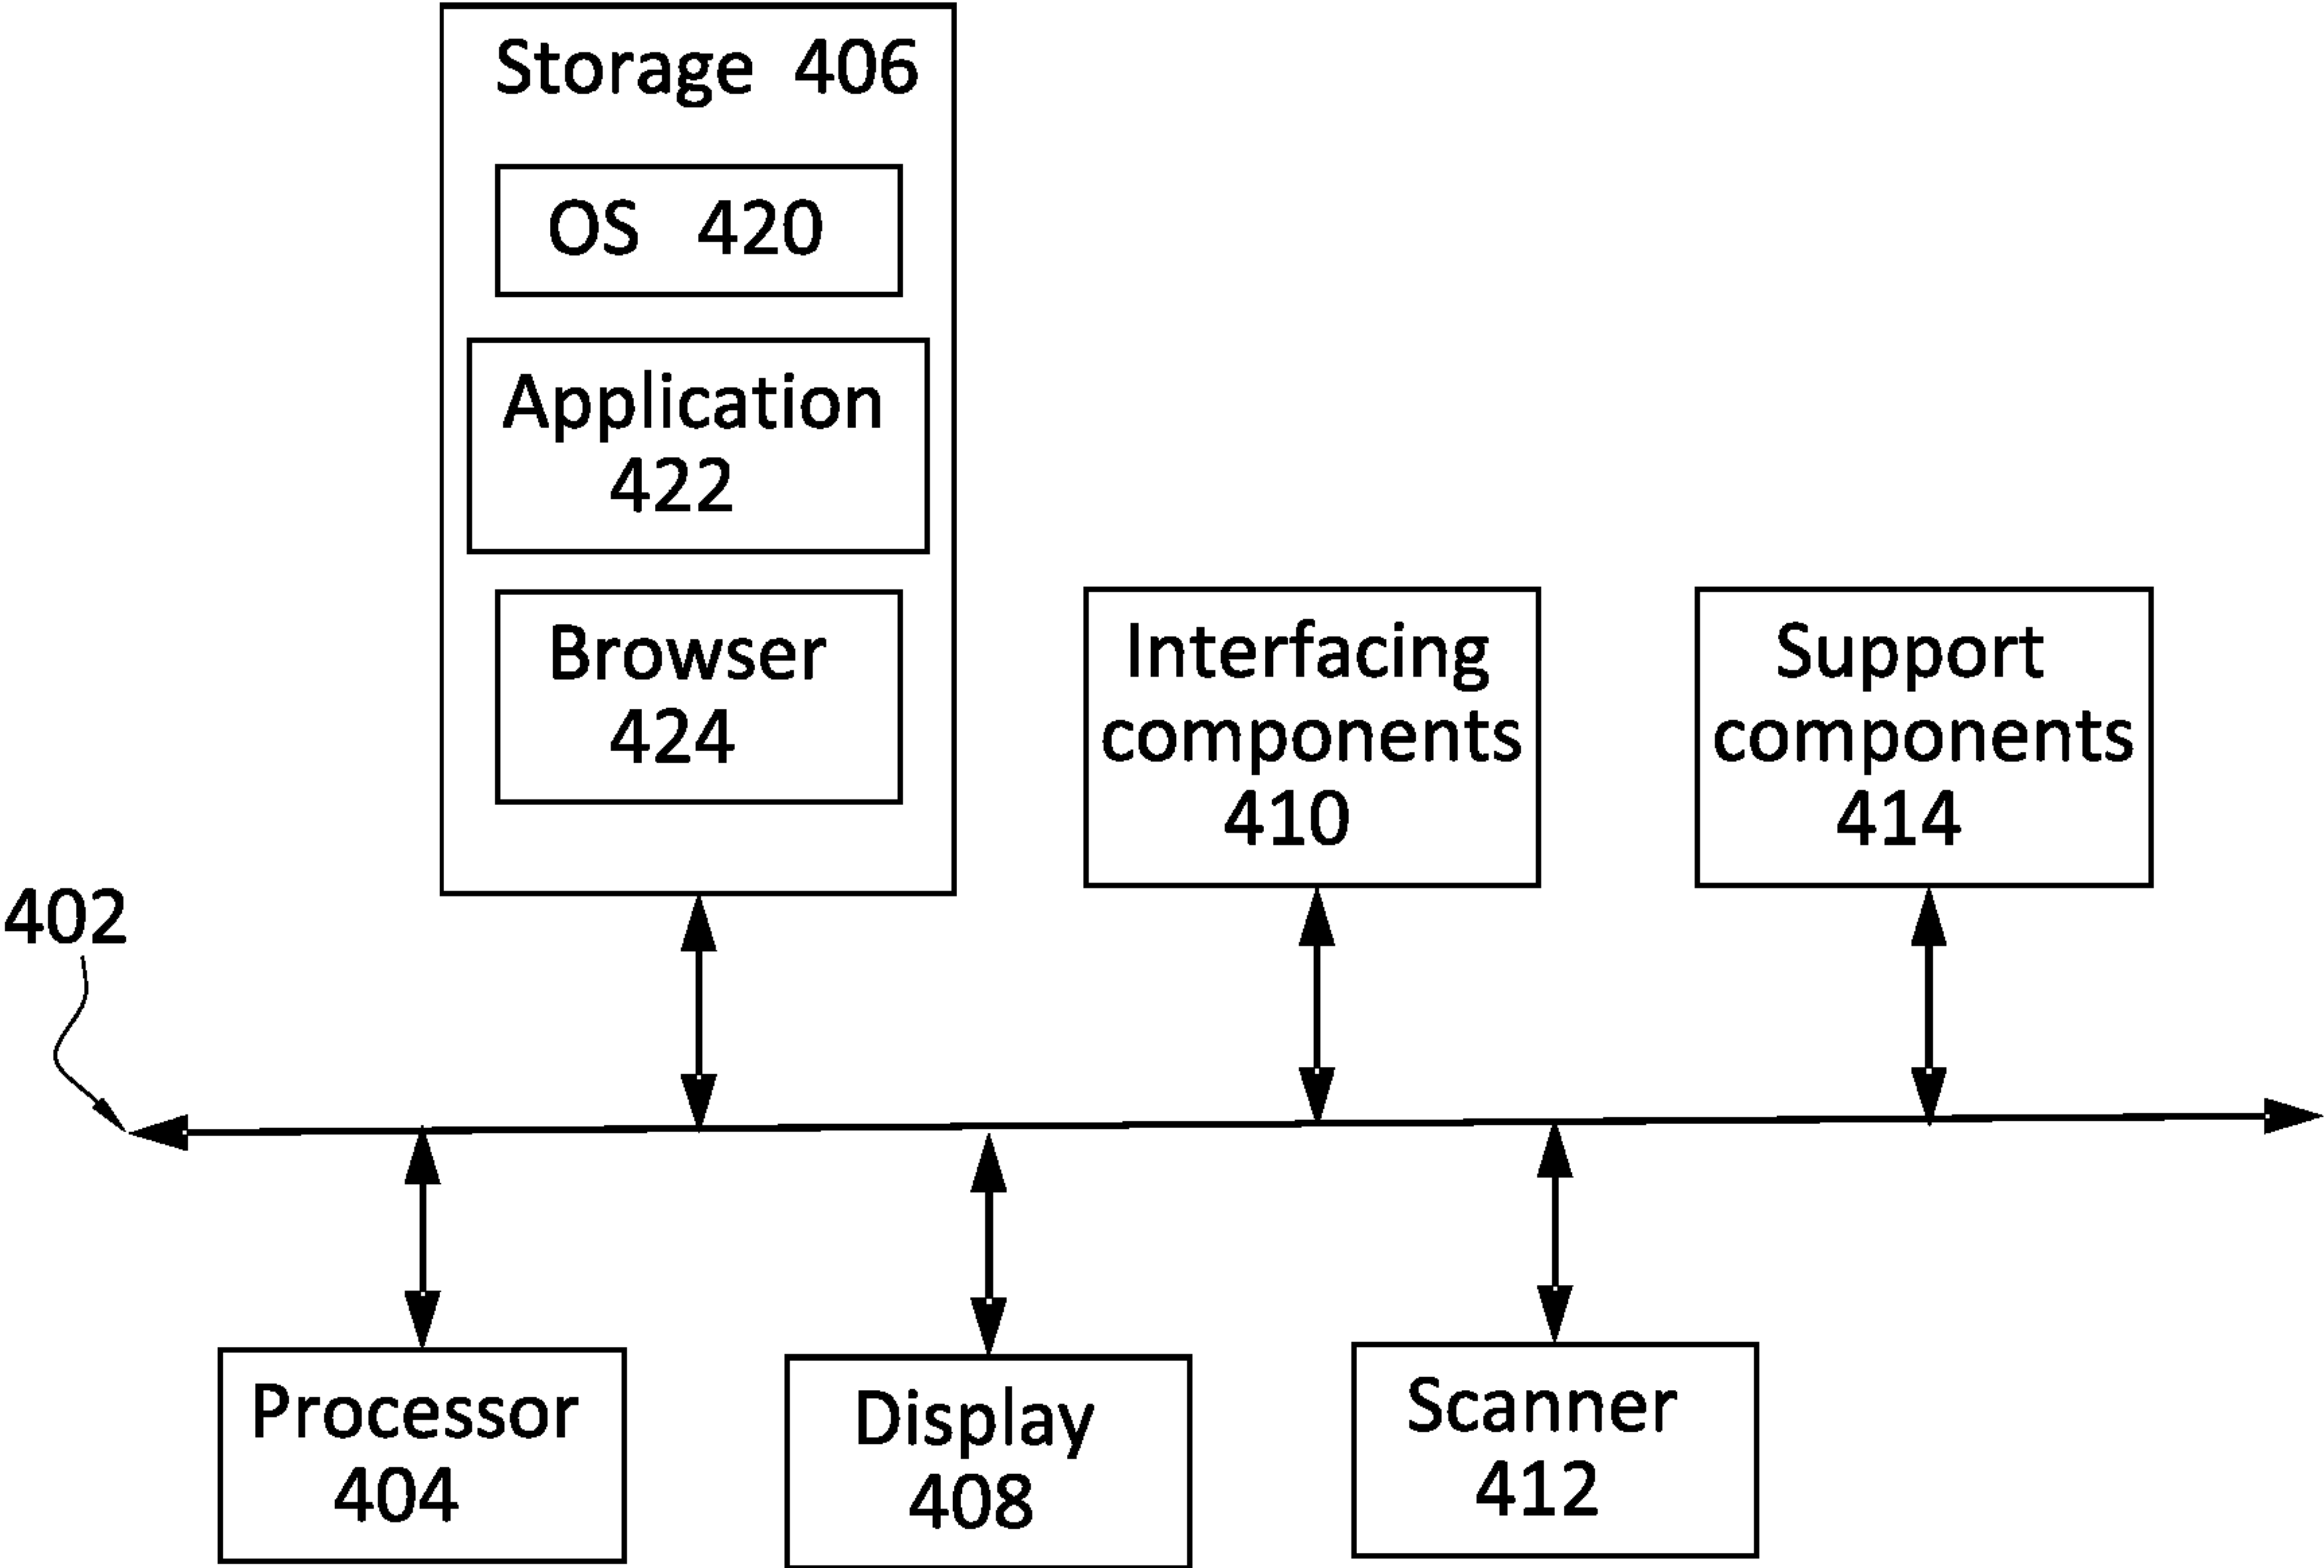 Storage 406
OS 420
Application
422
Browser
424
Interfacing
components
410
Support
components
414
402
Processor
404
Display
408
Scanner
412